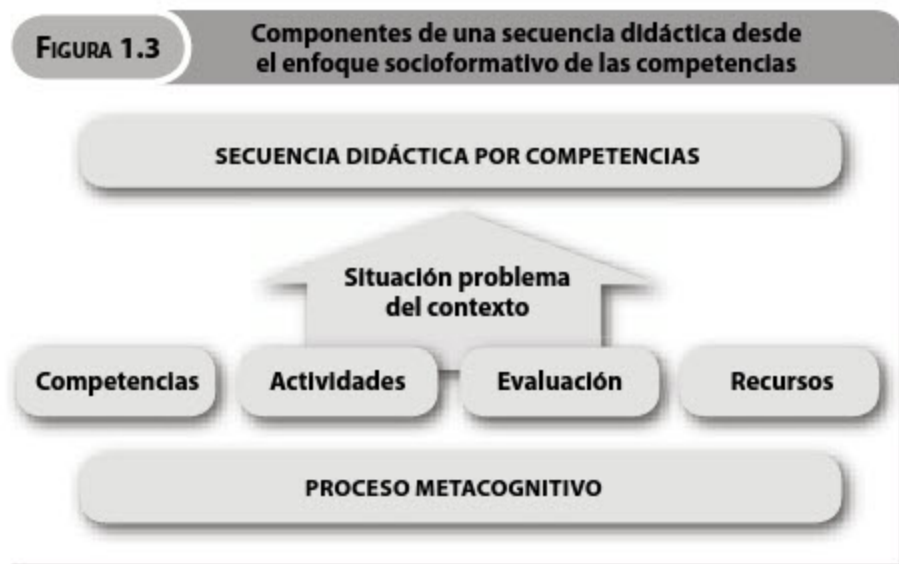 FIGURA 1.3
Componentes de una secuencia didáctica desde
el enfoque socioformativo de las competencias
SECUENCIA DIDÁCTICA POR COMPETENCIAS
Situación problema
del contexto
Competencias
Actividades
Evaluación
Recursos
PROCESO METACOGNITIVO